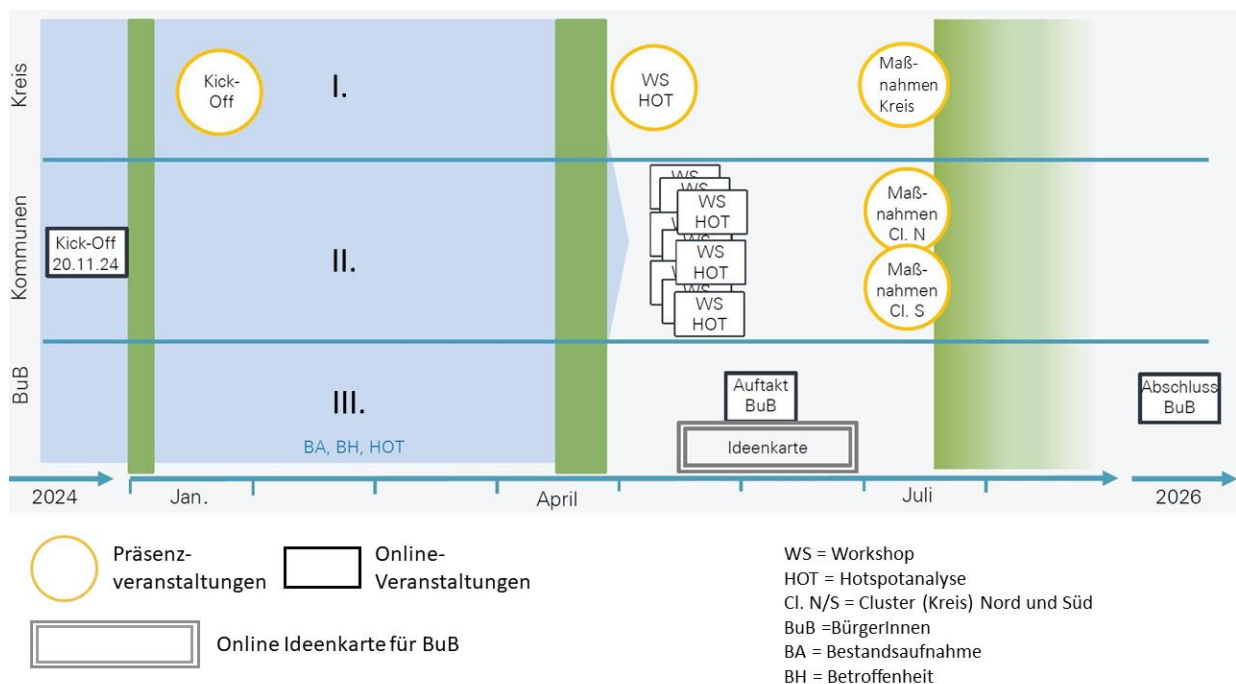 Kreis
Kick-
Off
I.
WS
HOT
Maß-
nahmen
Kreis
Kommunen
Kick-Off
20.11.24
II.
WS
WS
WS
HOT
WS
HOT
WS
WS
HOT
Maß-
nahmen
Cl. N
Maß-
nahmen
Cl. S
BuB
III.
BA, BH, HOT
Auftakt
BuB
Ideenkarte
Abschluss
BuB
2024
Jan.
April
Juli
2026
Präsenz-
veranstaltungen
Online-
Veranstaltungen
Online Ideenkarte für BuB
WS = Workshop
HOT = Hotspotanalyse
Cl. N/S = Cluster (Kreis) Nord und Süd
BuB =BürgerInnen
BA = Bestandsaufnahme
BH = Betroffenheit